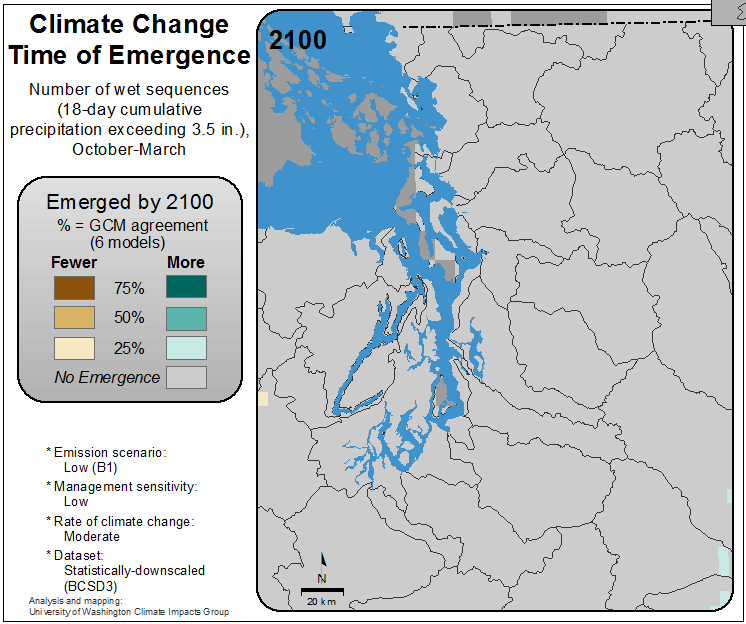 Climate Change
Time of Emergence
Number of wet sequences
(18-day cumulative
precipitation exceeding 3.5 in.),
October-March
Emerged by 2100
% = GCM agreement
(6 models)
Fewer More
75%
50%
25%
No Emergence
* Emission scenario:
Low (B1)
* Management sensitivity:
Low
* Rate of climate change:
Moderate
* Dataset:
Statistically-downscaled
(BCSD3)
Analysis and mapping:
University of Washington Climate Impacts Group
2100
N
20 km